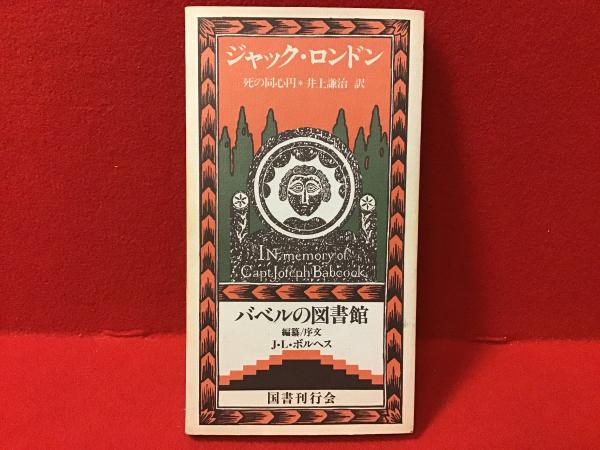 ジャック・ロンドン
死の同心円*井上謙治 訳
IN memory of
Capt Joseph Babcock
バベルの図書館
編纂/序文
J・L・ボルヘス
国書刊行会